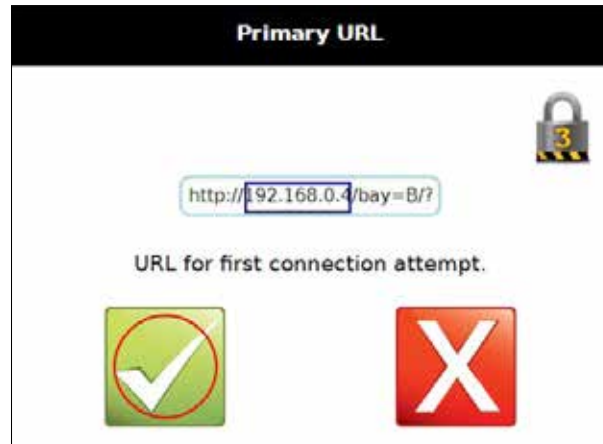 Primary URL
3
http://192.168.0.4/bay=B/?
URL for first connection attempt.
X